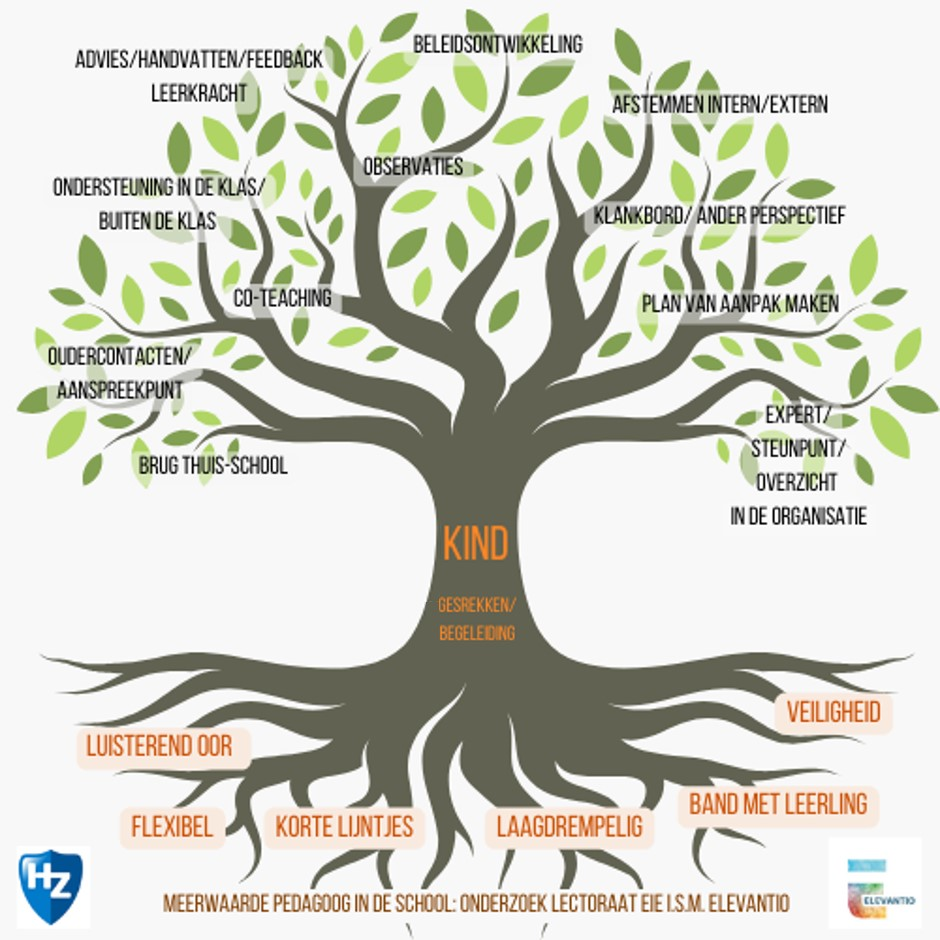 BELEIDSONTWIKKELING
ADVIES/HANDVATTEN/FEEDBACK
LEERKRACHT
AFSTEMMEN INTERN/EXTERN
OBSERVATIES
ONDERSTEUNING IN DE KLAS/
BUITEN DE KLAS
KLANKBORD/ ANDER PERSPECTIEF
CO-TEACHING
PLAN VAN AANPAK MAKEN
OUDERCONTACTEN/
AANSPREEKPUNT
EXPERT/
STEUNPUNT/
OVERZICHT
IN DE ORGANISATIE
BRUG THUIS-SCHOOL
KIND
GESREKKEN/
BEGELEIDING
VEILIGHEID
LUISTEREND OOR
BAND MET LEERLING
FLEXIBEL
KORTE LIJNTJES
LAAGDREMPELIG
HZ
ELEVANTIO
MEERWAARDE PEDAGOOG IN DE SCHOOL: ONDERZOEK LECTORAAT EIE I.S.M. ELEVANTIO